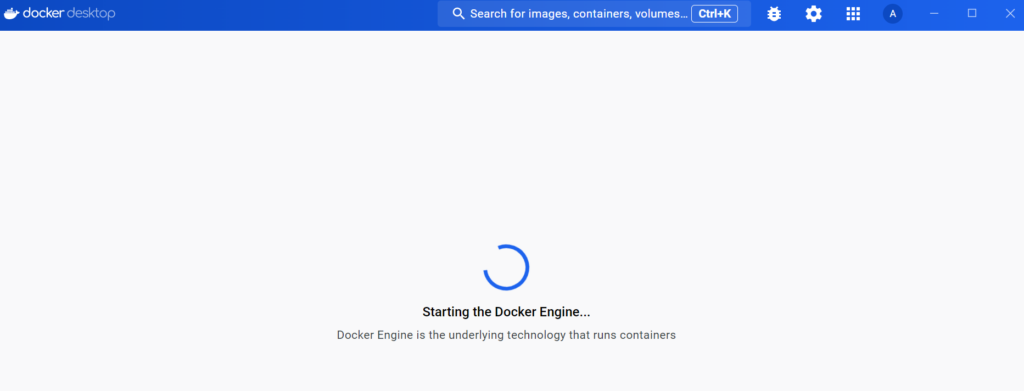 docker desktop
Search for images, containers, volumes... Ctrl+K
A
Starting the Docker Engine...
Docker Engine is the underlying technology that runs containers